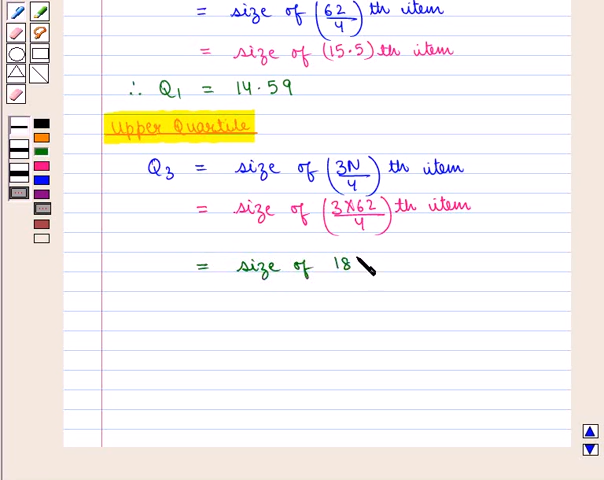 = size of (62/4) th item
= size of (15.5) th item
∴ Q1 = 14.59
Upper Quartile
Q3 = size of (3N/4) th item
= size of (3×62/4) th item
= size of 18